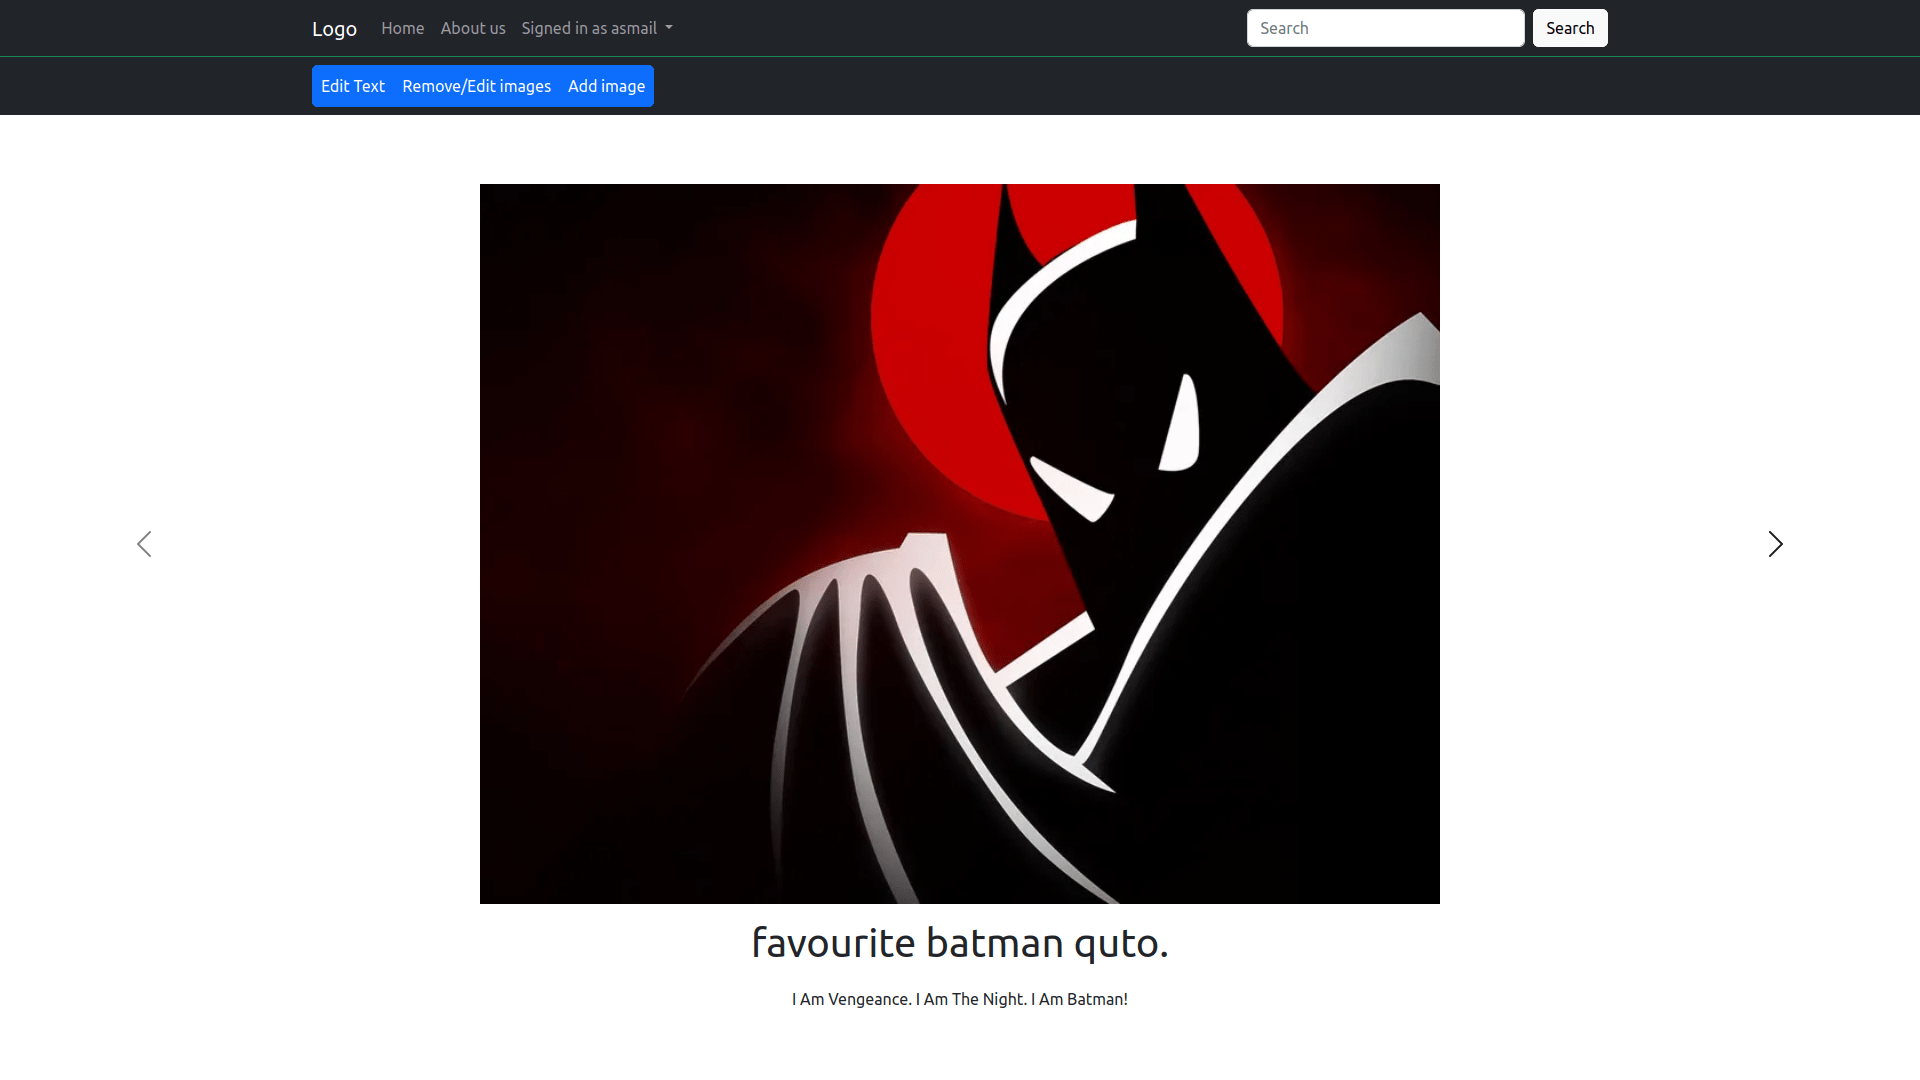 Logo Home About us Signed in as asmail Search Search
Edit Text Remove/Edit images Add image
favourite batman quto.
I Am Vengeance. I Am The Night. I Am Batman!